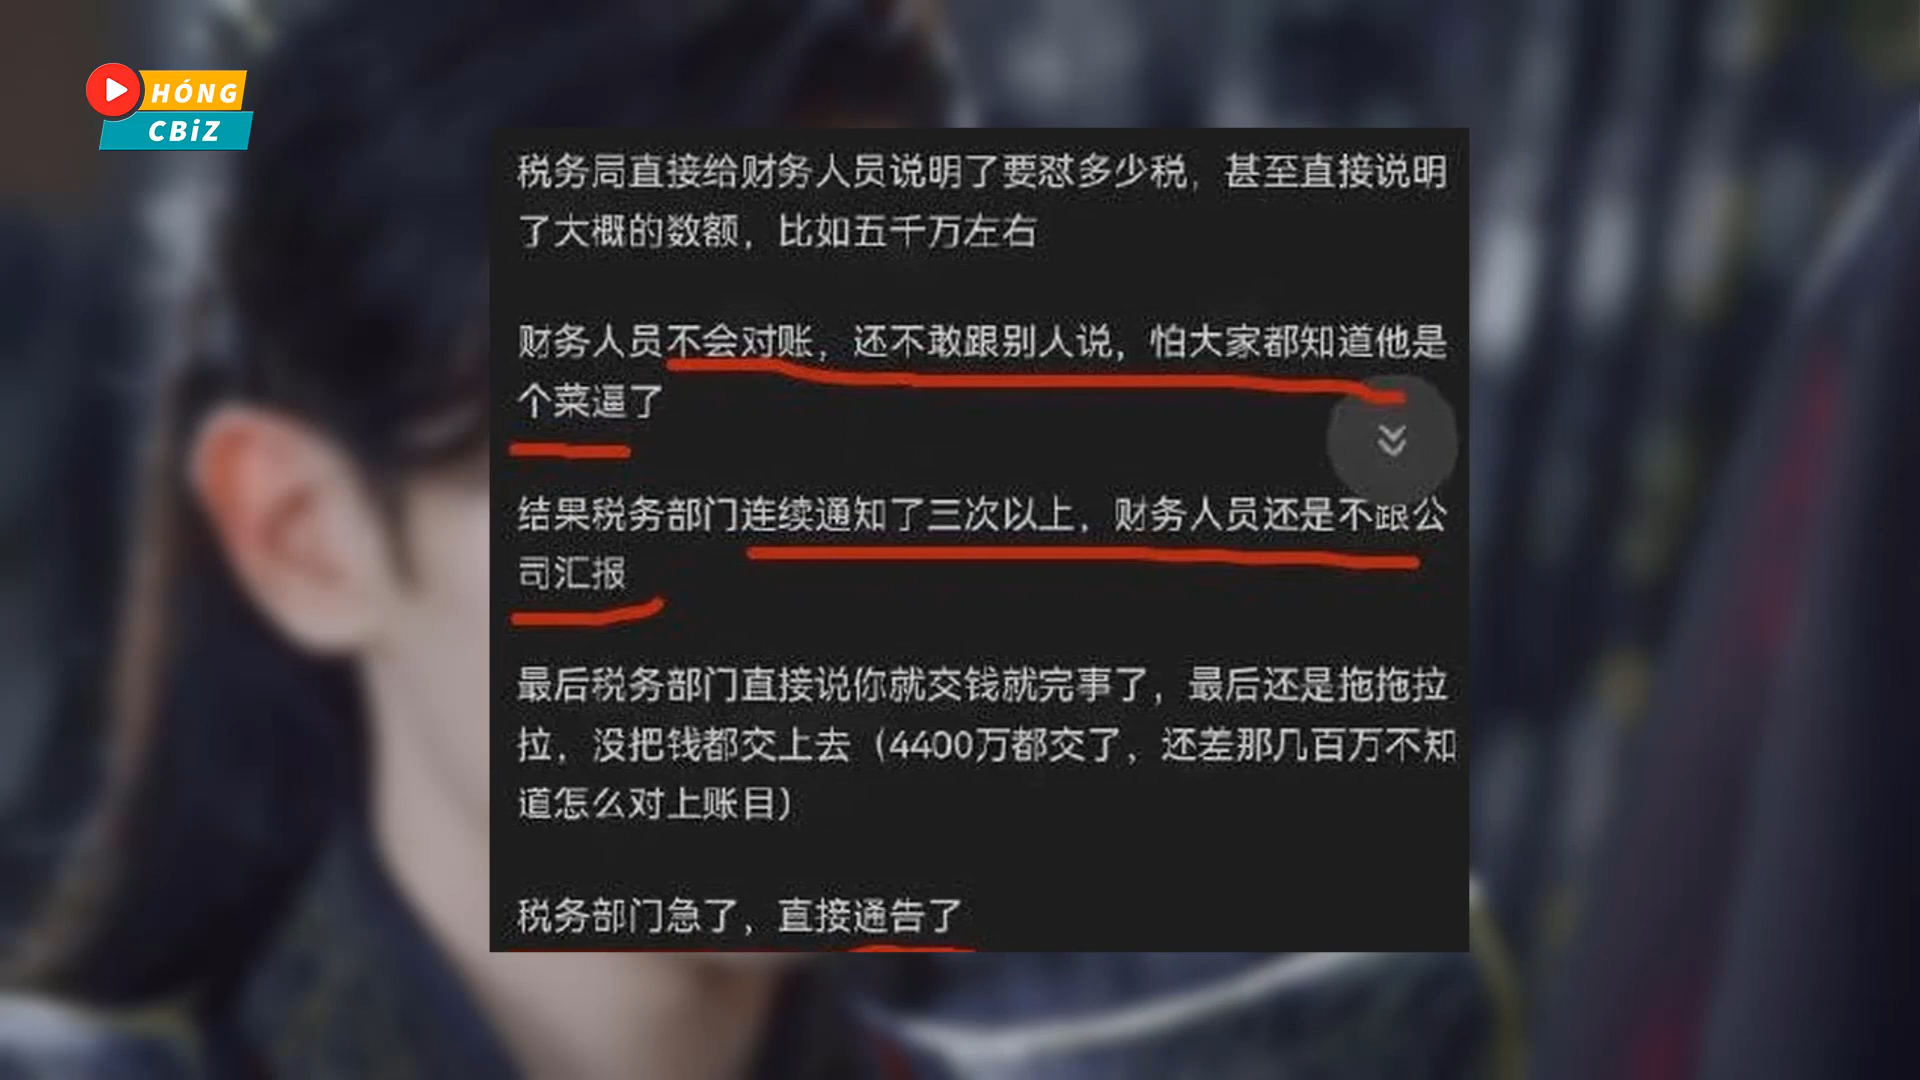 HÓNG
CBiZ
税务局直接给财务人员说明了要怼多少税，甚至直接说明
了大概的数额，比如五千万左右
财务人员不会对账，还不敢跟别人说，怕大家都知道他是
个菜逼了
结果税务部门连续通知了三次以上，财务人员还是不跟公
司汇报
最后税务部门直接说你就交钱就完事了，最后还是拖拖拉
拉，没把钱都交上去（4400万都交了，还差那几百万不知
道怎么对上账目）
税务部门急了，直接通告了